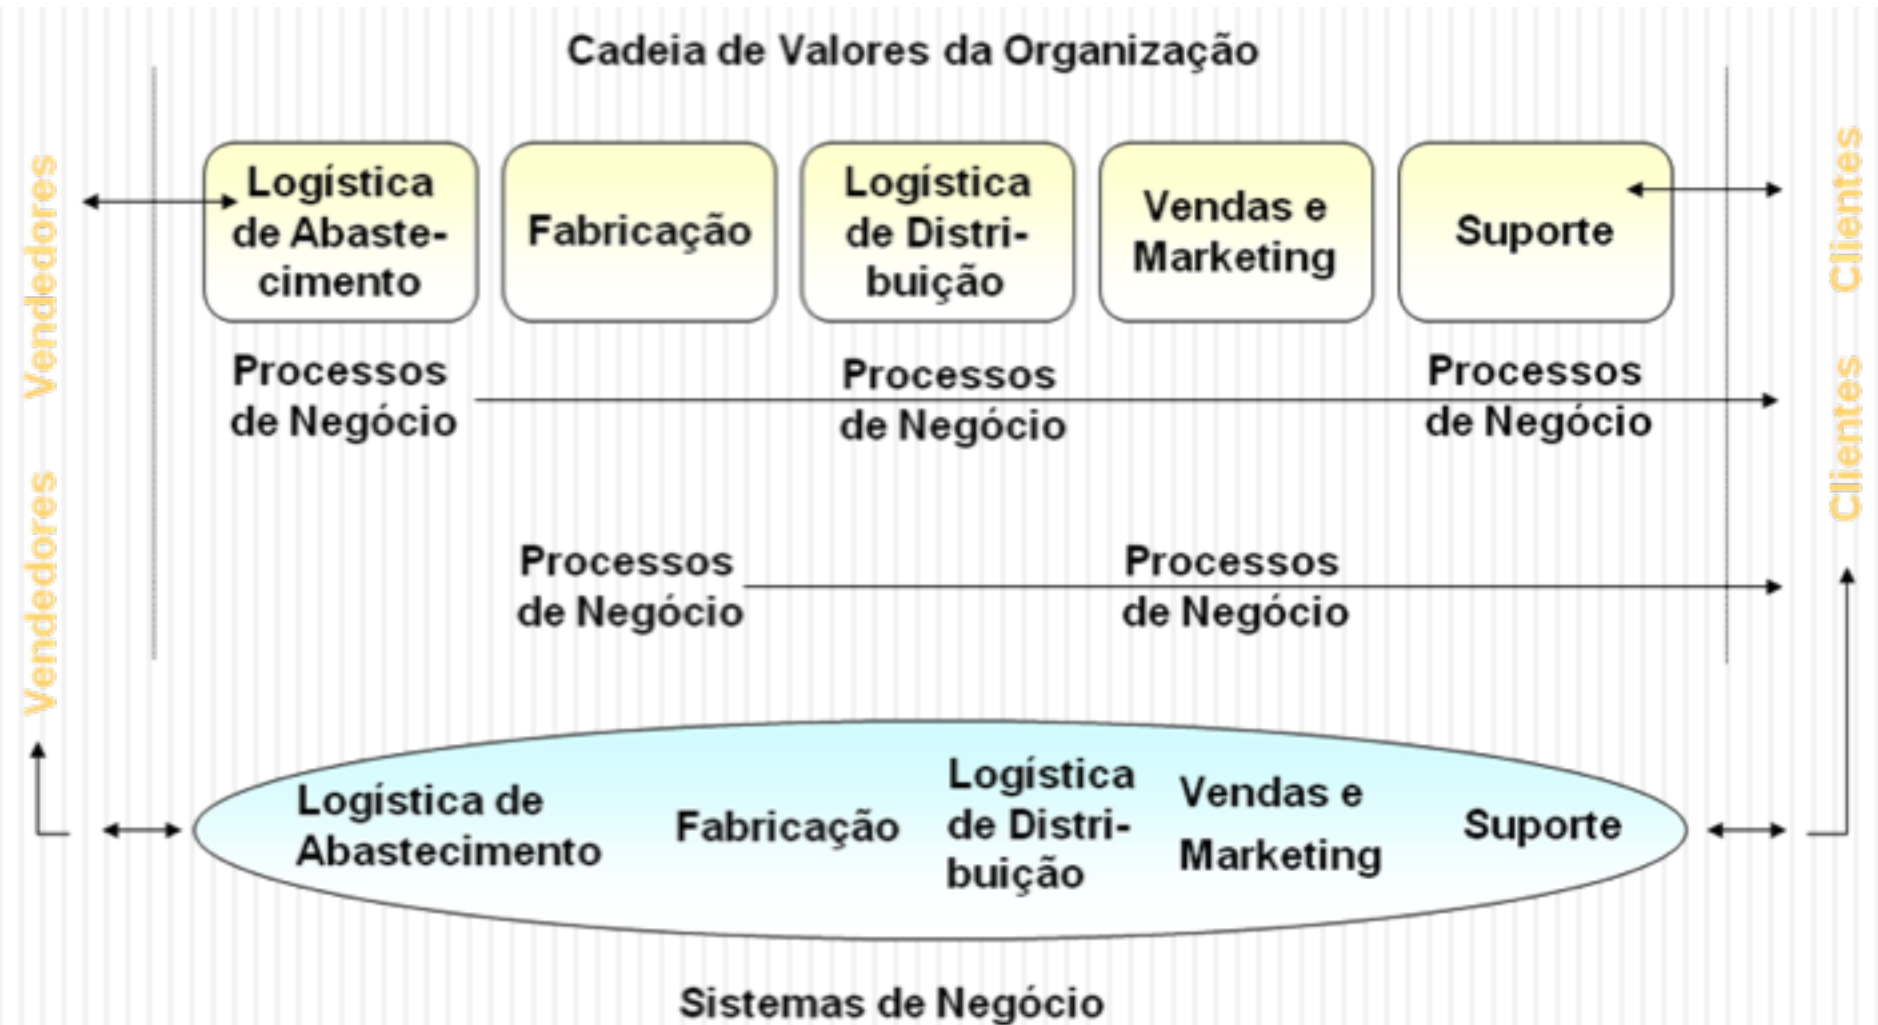 Cadeia de Valores da Organização
Vendedores
Vendedores
Logística
de Abaste-
cimento
Fabricação
Logística
de Distri-
buição
Vendas e
Marketing
Suporte
Clientes
Clientes
Processos
de Negócio
Processos
de Negócio
Processos
de Negócio
Processos
de Negócio
Processos
de Negócio
Logística de
Abastecimento
Fabricação
Logística
de Distri-
buição
Vendas e
Marketing
Suporte
Sistemas de Negócio